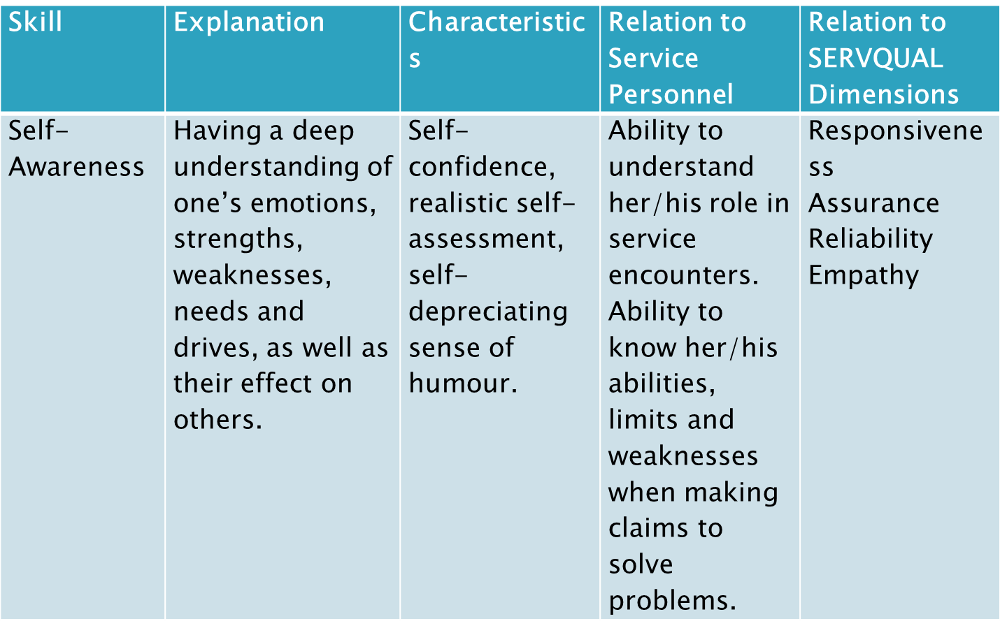 Skill
Explanation
Characteristic
s
Relation to
Service
Personnel
Relation to
SERVQUAL
Dimensions
Self–
Awareness
Having a deep
understanding of
one’s emotions,
strengths,
weaknesses,
needs and
drives, as well as
their effect on
others.
Self–
confidence,
realistic self–
assessment,
self–
depreciating
sense of
humour.
Ability to
understand
her/his role in
service
encounters.
Ability to
know her/his
abilities,
limits and
weaknesses
when making
claims to
solve
problems.
Responsivene
ss
Assurance
Reliability
Empathy